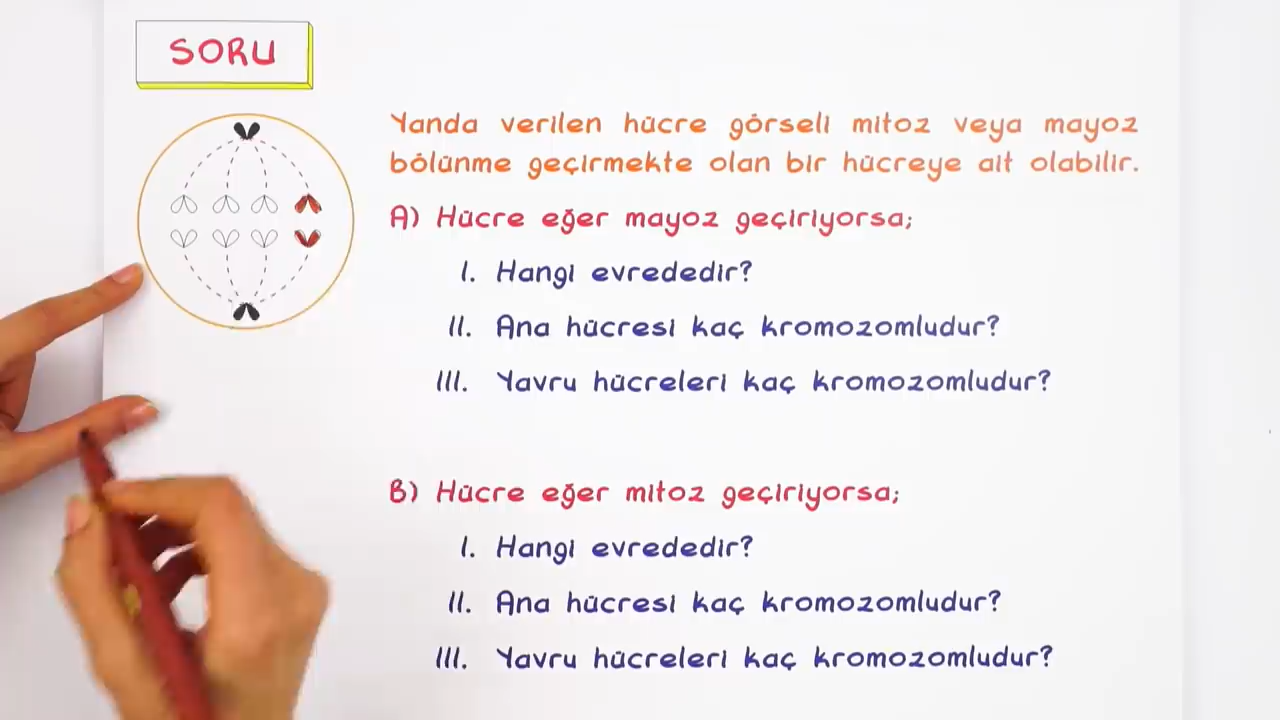 SORU
Yanda verilen hücre görseli mitoz veya mayoz
bölünme geçirmekte olan bir hücreye ait olabilir.
A) Hücre eğer mayoz geçiriyorsa;
I. Hangi evrededir?
II. Ana hücresi kaç kromozomludur?
III. Yavru hücreleri kaç kromozomludur?
B) Hücre eğer mitoz geçiriyorsa;
I. Hangi evrededir?
II. Ana hücresi kaç kromozomludur?
III. Yavru hücreleri kaç kromozomludur?